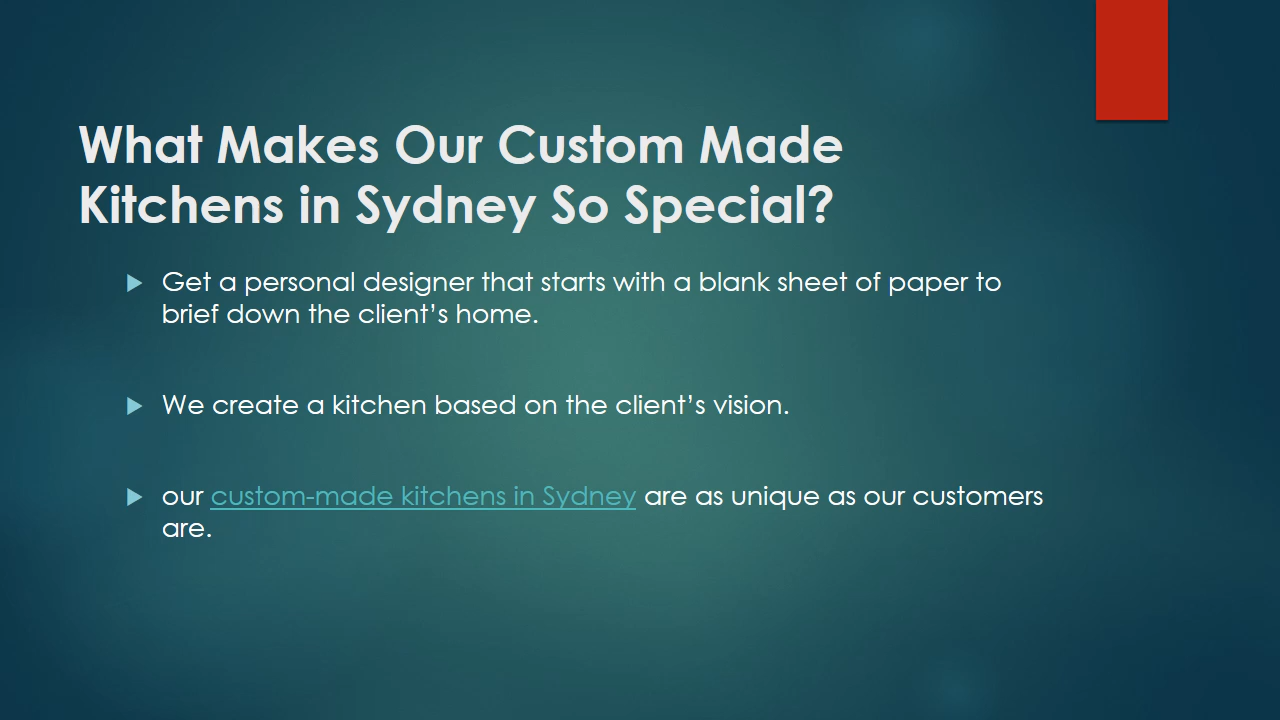 What Makes Our Custom Made
Kitchens in Sydney So Special?
Get a personal designer that starts with a blank sheet of paper to
brief down the client’s home.
We create a kitchen based on the client’s vision.
our custom-made kitchens in Sydney are as unique as our customers
are.